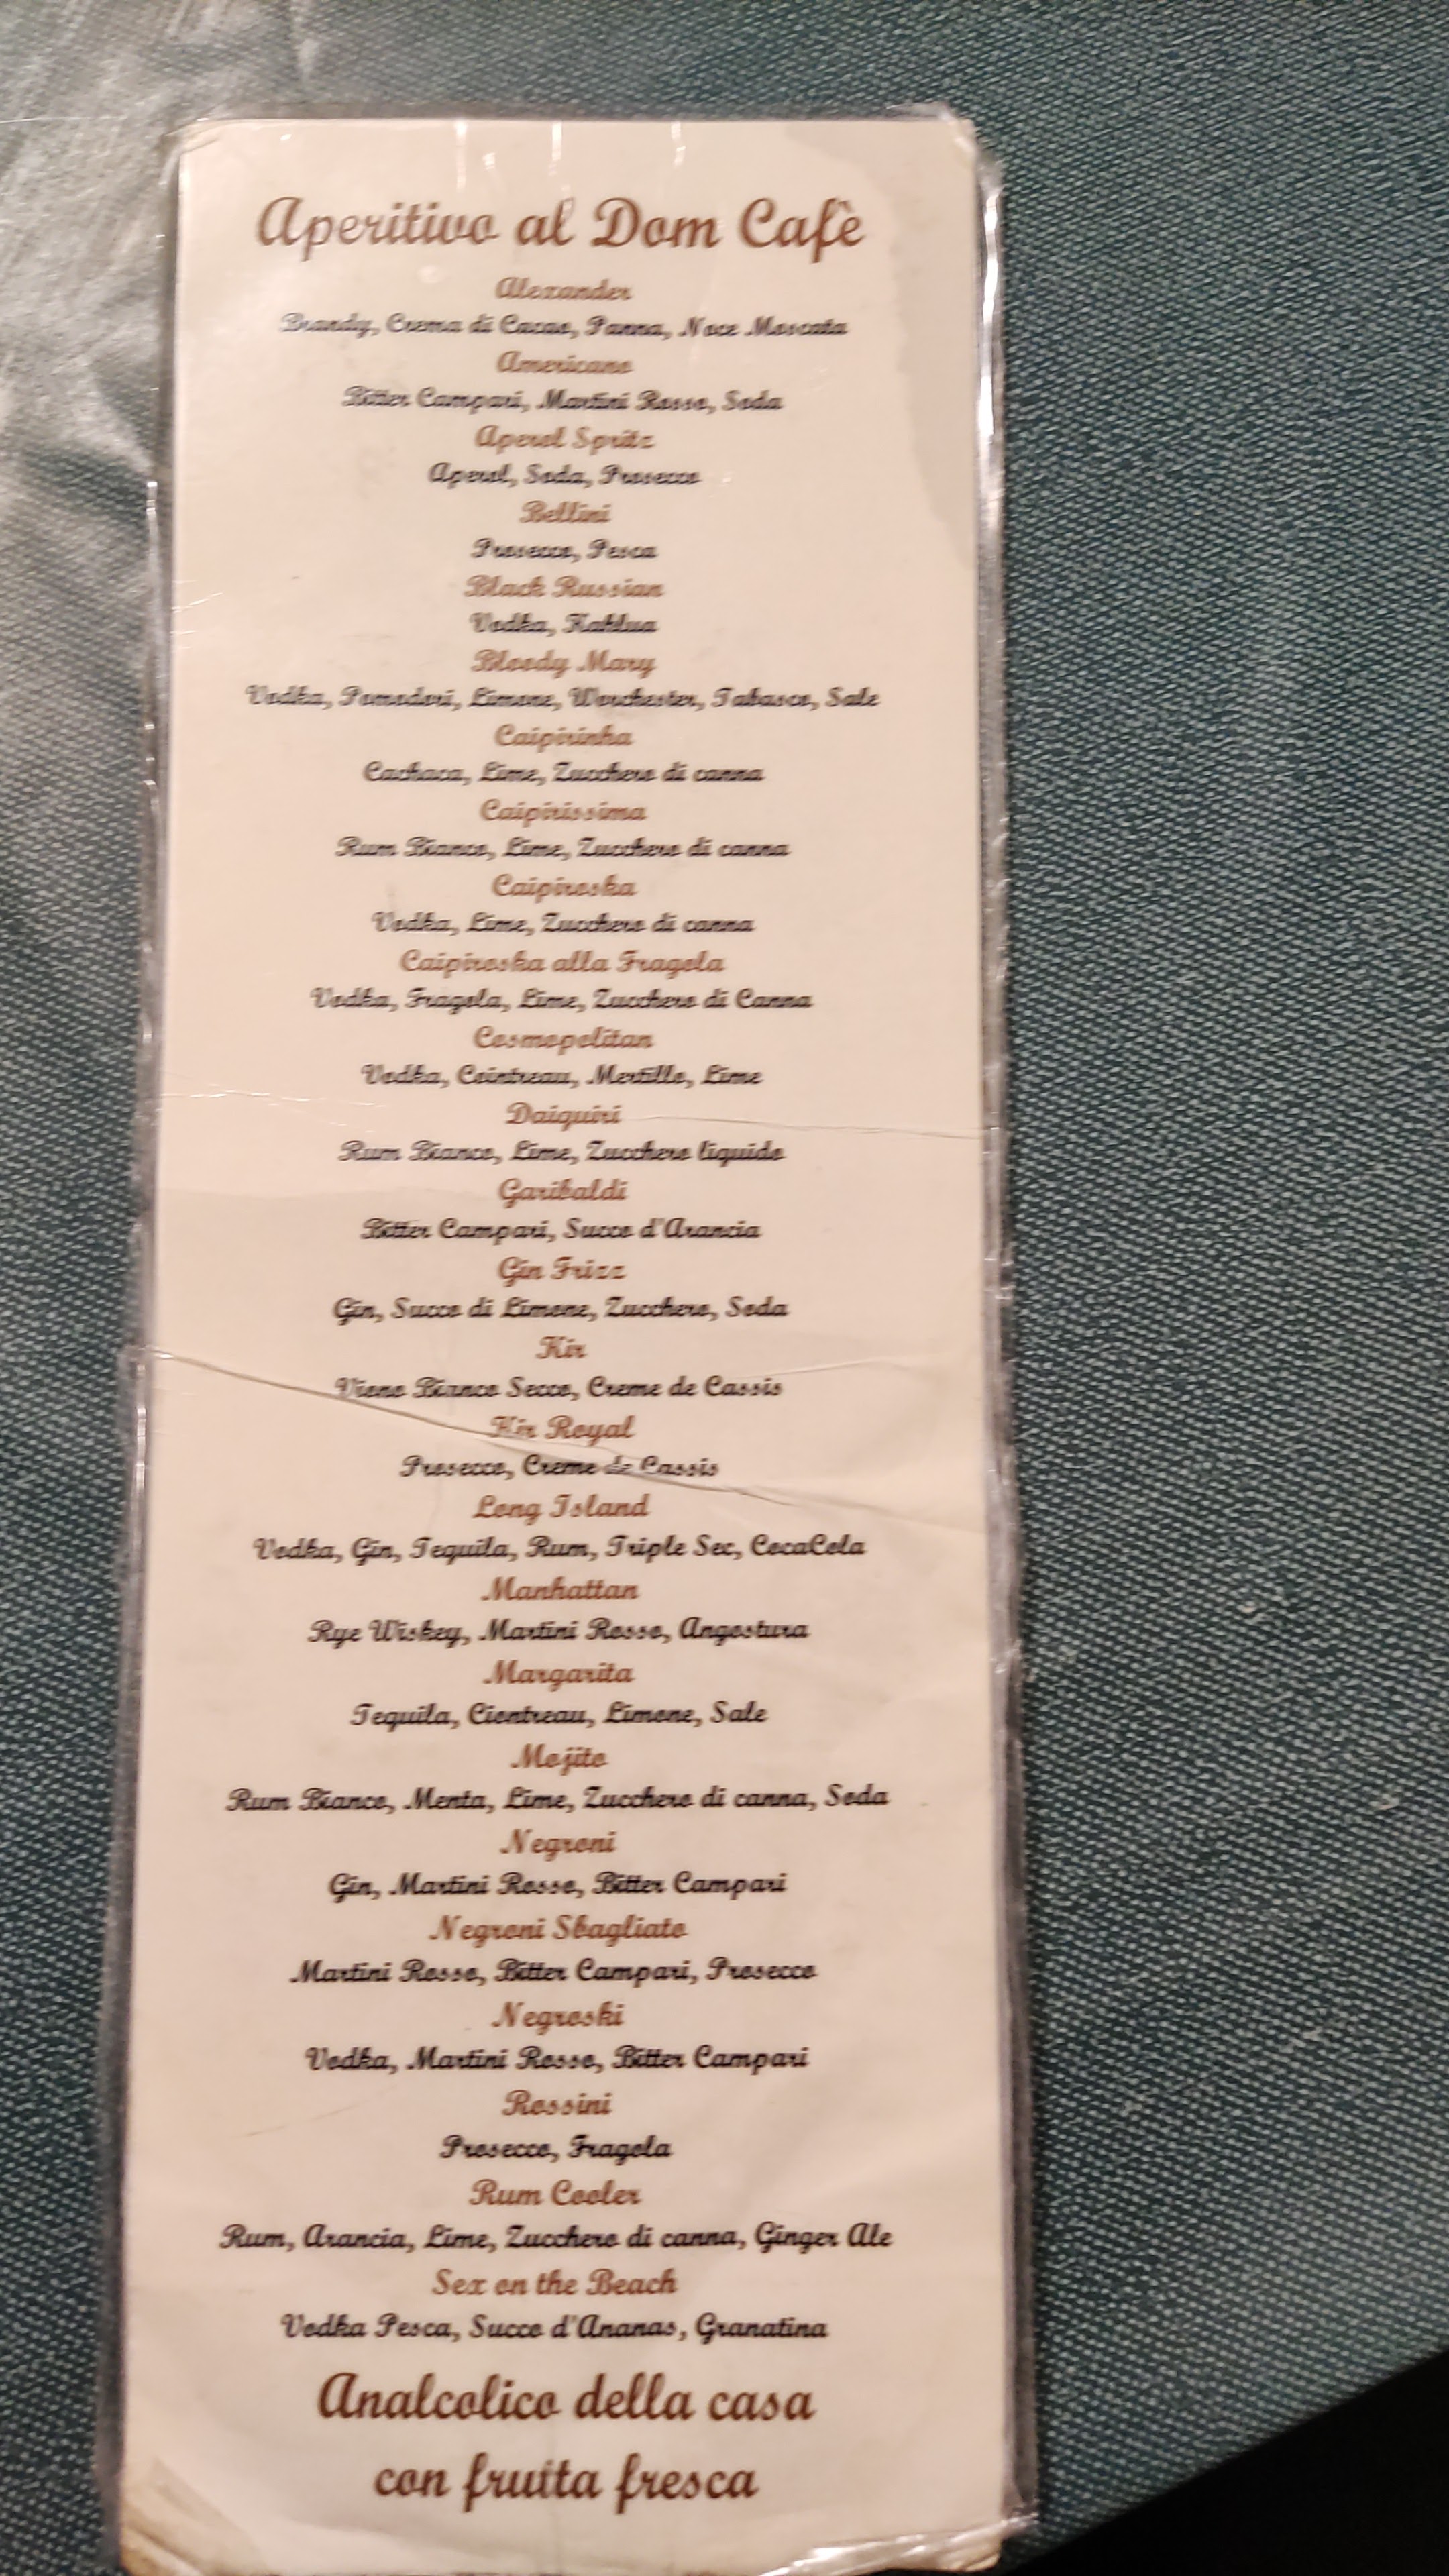 Aperitivo al Dom Cafè
Alexander
Brandy, Crema di Cacao, Panna, Noce Moscata
Americano
Bitter Campari, Martini Rosso, Soda
Aperol Spritz
Aperol, Soda, Prosecco
Bellini
Prosecco, Pesca
Black Russian
Vodka, Kahlua
Bloody Mary
Vodka, Pomodori, Limone, Worchester, Tabasco, Sale
Caipirinha
Cachaca, Lime, Zucchero di canna
Caipirissima
Rum Bianco, Lime, Zucchero di canna
Caipiroska
Vodka, Lime, Zucchero di canna
Caipiroska alla Fragola
Vodka, Fragola, Lime, Zucchero di Canna
Cosmopolitan
Vodka, Cointreau, Mertillo, Lime
Daiquiri
Rum Bianco, Lime, Zucchero liquido
Garibaldi
Bitter Campari, Succo d'Arancia
Gin Frizz
Gin, Succo di Limone, Zucchero, Soda
Kir
Viono Bianco Secco, Creme de Cassis
Kir Royal
Prosecco, Creme de Cassis
Long Island
Vodka, Gin, Tequila, Rum, Triple Sec, CocaCola
Manhattan
Rye Wiskey, Martini Rosso, Angostura
Margarita
Tequila, Ciontreau, Limone, Sale
Mojito
Rum Bianco, Menta, Lime, Zucchero di canna, Soda
Negroni
Gin, Martini Rosso, Bitter Campari
Negroni Sbagliato
Martini Rosso, Bitter Campari, Prosecco
Negroski
Vodka, Martini Rosso, Bitter Campari
Rossini
Prosecco, Fragola
Rum Cooler
Rum, Arancia, Lime, Zucchero di canna, Ginger Ale
Sex on the Beach
Vodka Pesca, Succo d'Ananas, Granatina
Analcolico della casa
con frutta fresca